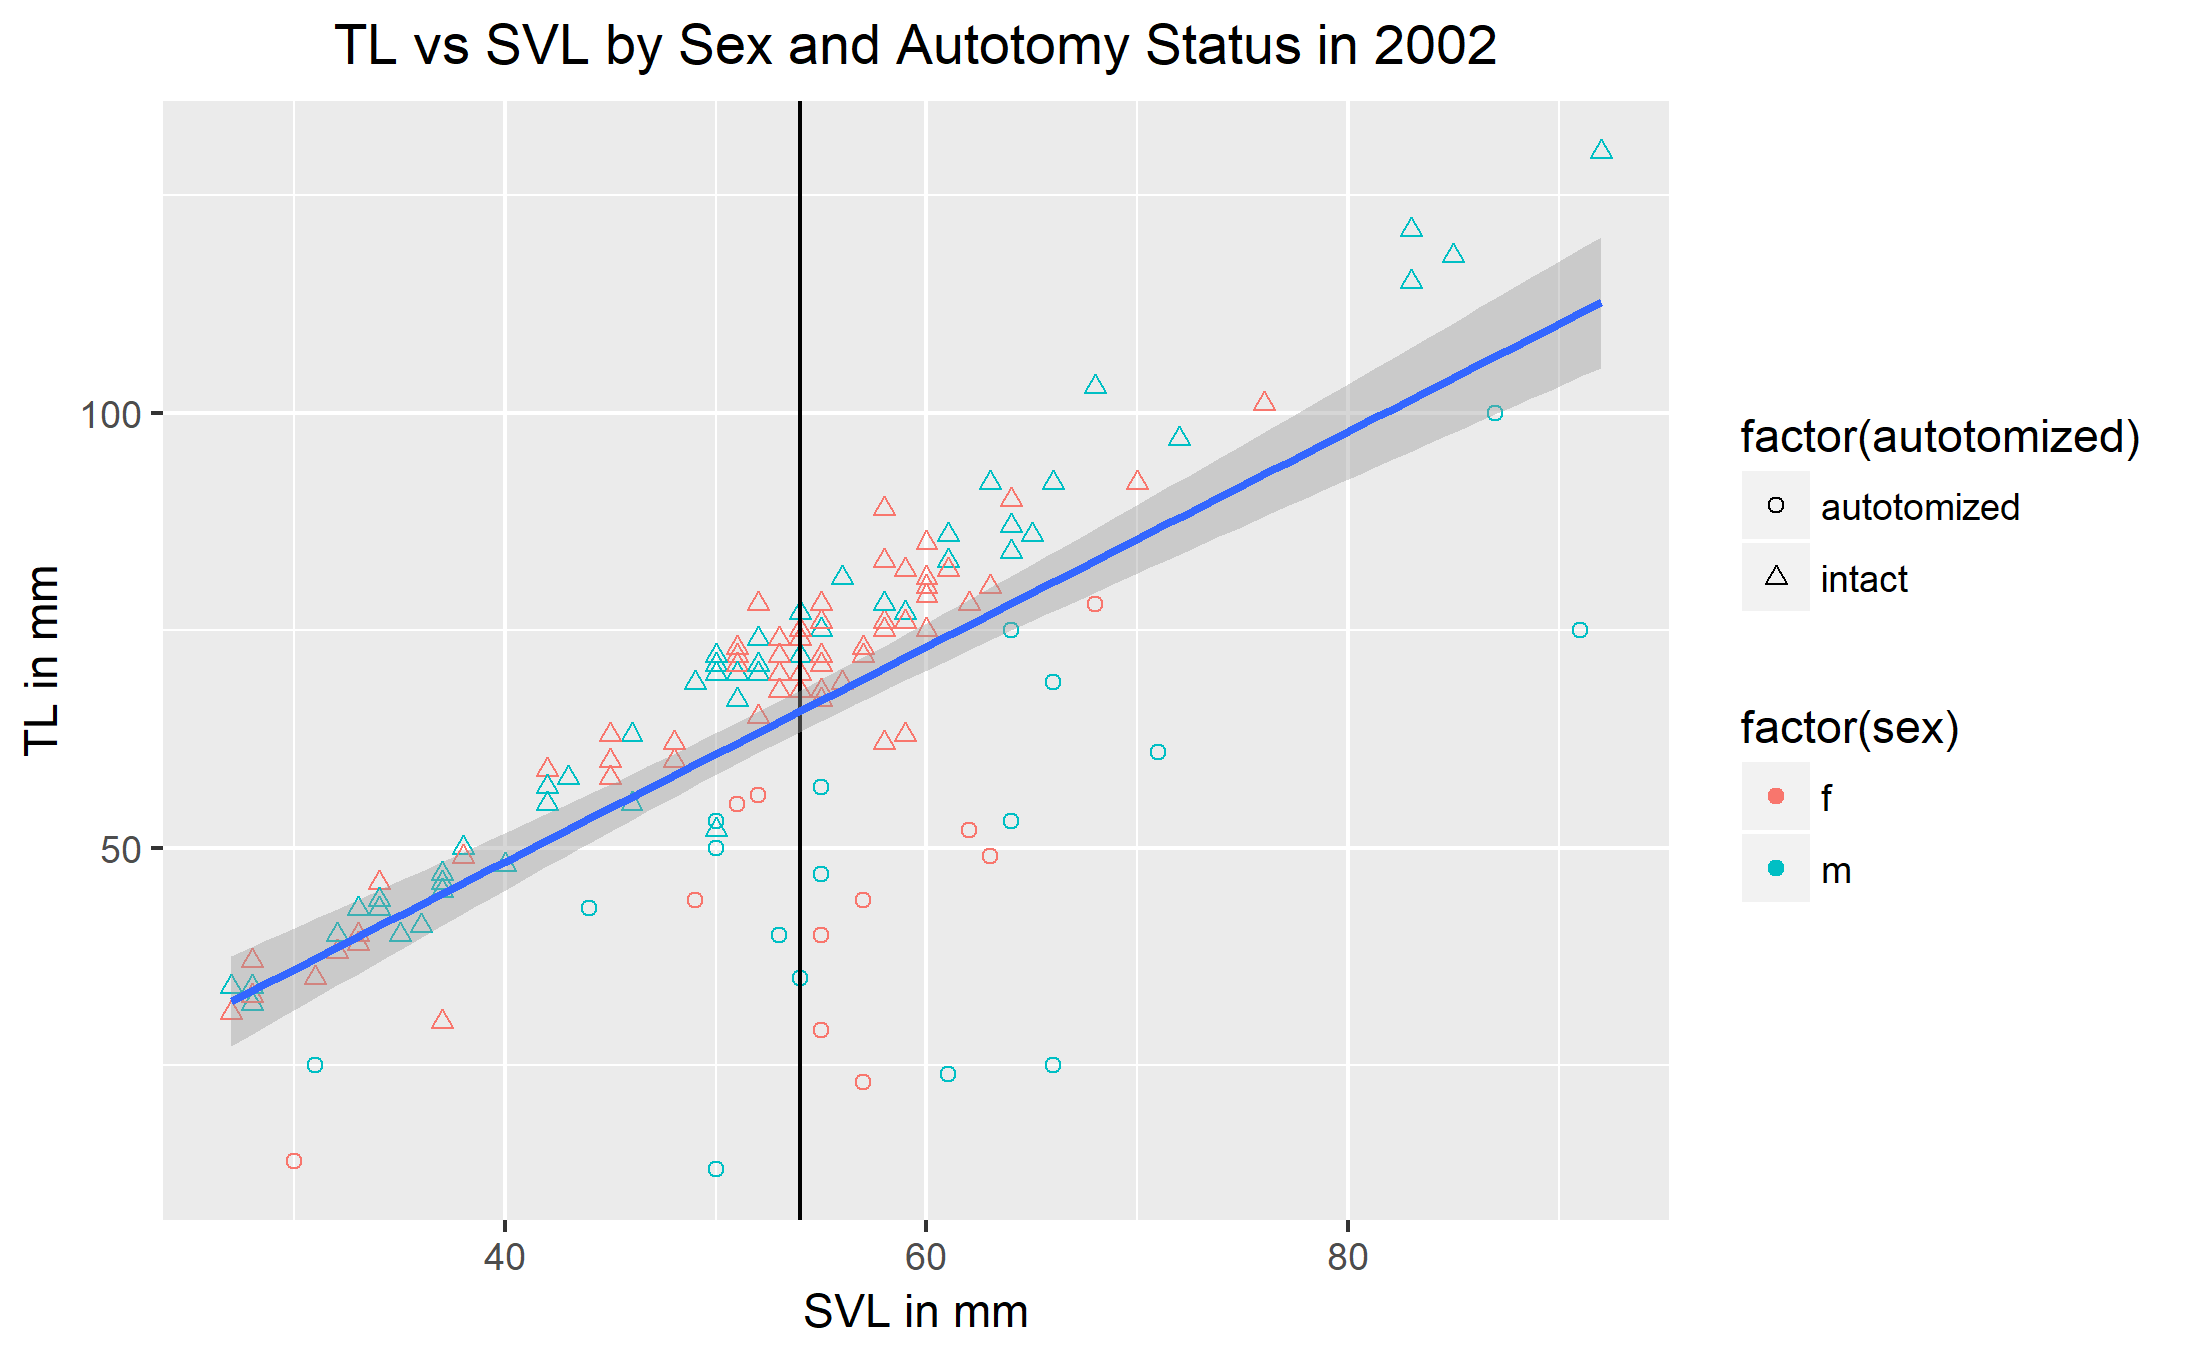 TL vs SVL by Sex and Autotomy Status in 2002
TL in mm
100
50
40
60
80
SVL in mm
factor(autotomized)
autotomized
intact
factor(sex)
f
m